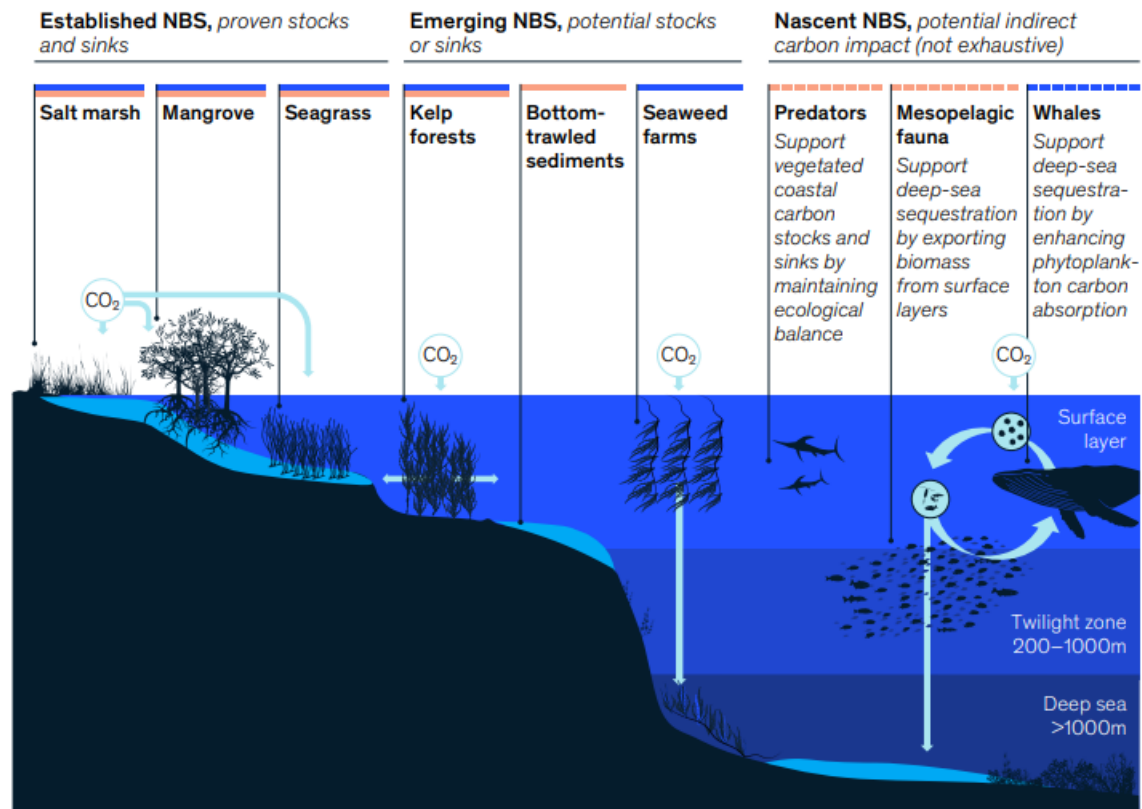 Established NBS, proven stocks
and sinks
Emerging NBS, potential stocks
or sinks
Nascent NBS, potential indirect
carbon impact (not exhaustive)
Salt marsh
Mangrove
Seagrass
Kelp
forests
Bottom-
trawled
sediments
Seaweed
farms
Predators
Support
vegetated
coastal
carbon
stocks and
sinks by
maintaining
ecological
balance
Mesopelagic
fauna
Support
deep-sea
sequestration
by exporting
biomass
from surface
layers
Whales
Support
deep-sea
sequestra-
tion by
enhancing
phytoplank-
ton carbon
absorption
CO₂
CO₂
CO₂
CO₂
Surface
layer
Twilight zone
200–1000m
Deep sea
>1000m